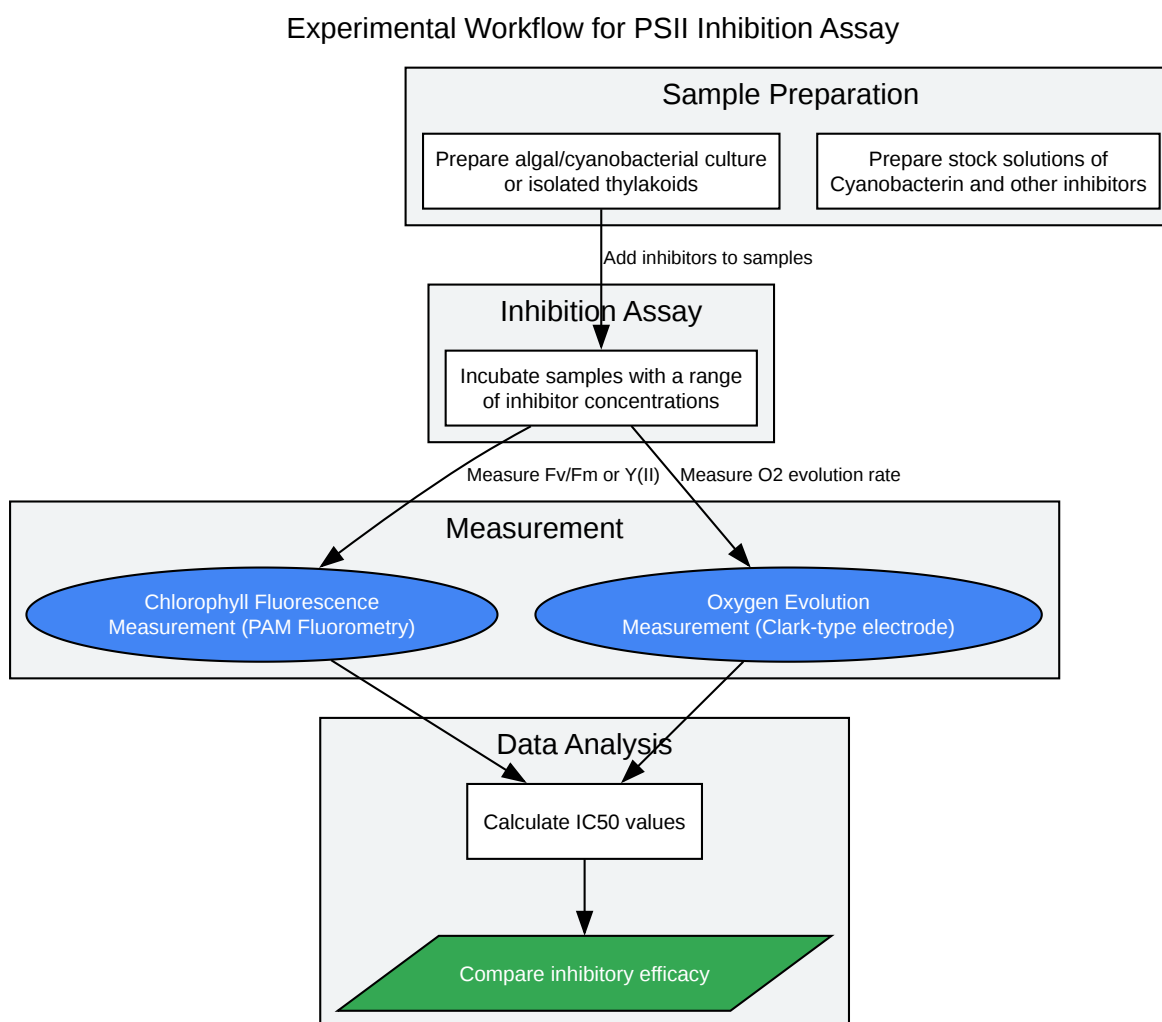 Experimental Workflow for PSII Inhibition Assay
Sample Preparation
Prepare algal/cyanobacterial culture
or isolated thylakoids
Prepare stock solutions of
Cyanobacterin and other inhibitors
Add inhibitors to samples
Inhibition Assay
Incubate samples with a range
of inhibitor concentrations
Measure Fv/Fm or Y(II)
Measure O2 evolution rate
Measurement
Chlorophyll Fluorescence
Measurement (PAM Fluorometry)
Oxygen Evolution
Measurement (Clark-type electrode)
Data Analysis
Calculate IC50 values
Compare inhibitory efficacy